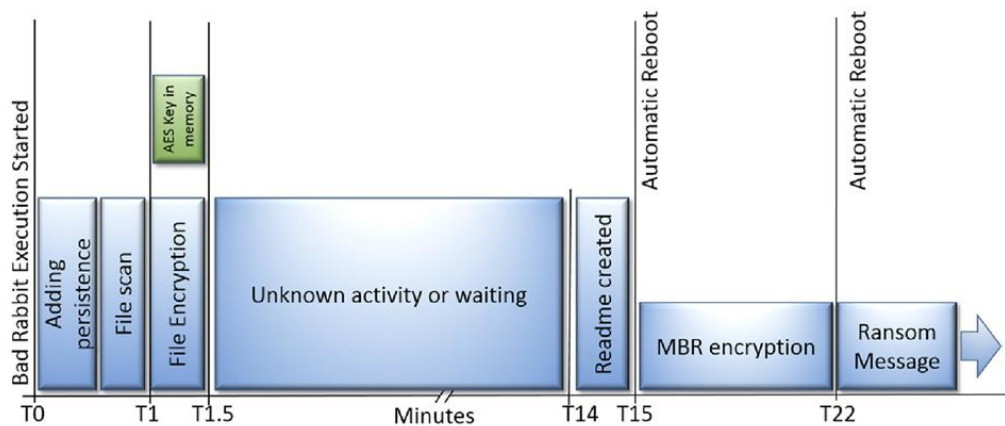 Bad Rabbit Execution Started
Automatic Reboot
Automatic Reboot
AES Key in
memory
Adding
persistence
File scan
File Encryption
Unknown activity or waiting
Readme created
MBR encryption
Ransom
Message
T0
T1
T1.5
Minutes
T14
T15
T22